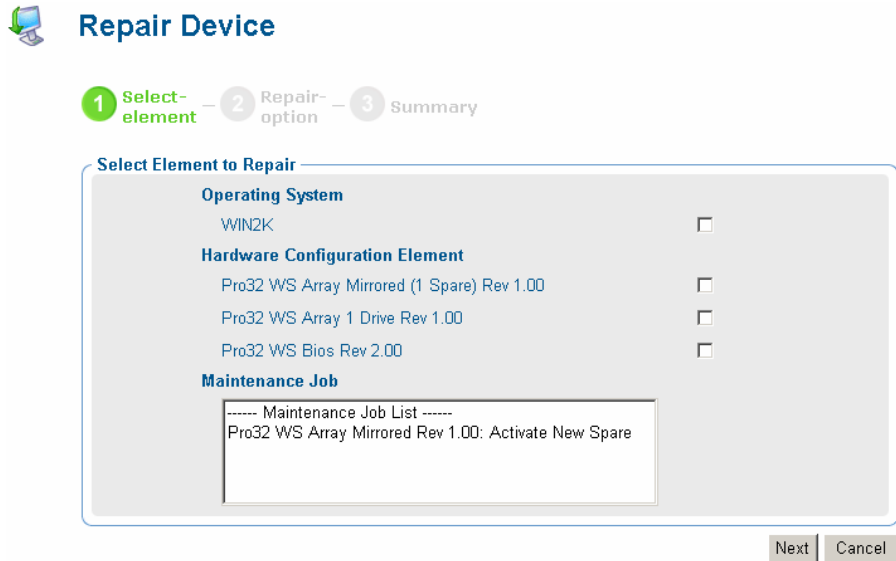 Repair Device
1 Select-element – 2 Repair-option – 3 Summary
Select Element to Repair
Operating System
WIN2K
Hardware Configuration Element
Pro32 WS Array Mirrored (1 Spare) Rev 1.00
Pro32 WS Array 1 Drive Rev 1.00
Pro32 WS Bios Rev 2.00
Maintenance Job
------ Maintenance Job List ------
Pro32 WS Array Mirrored Rev 1.00: Activate New Spare
Next Cancel